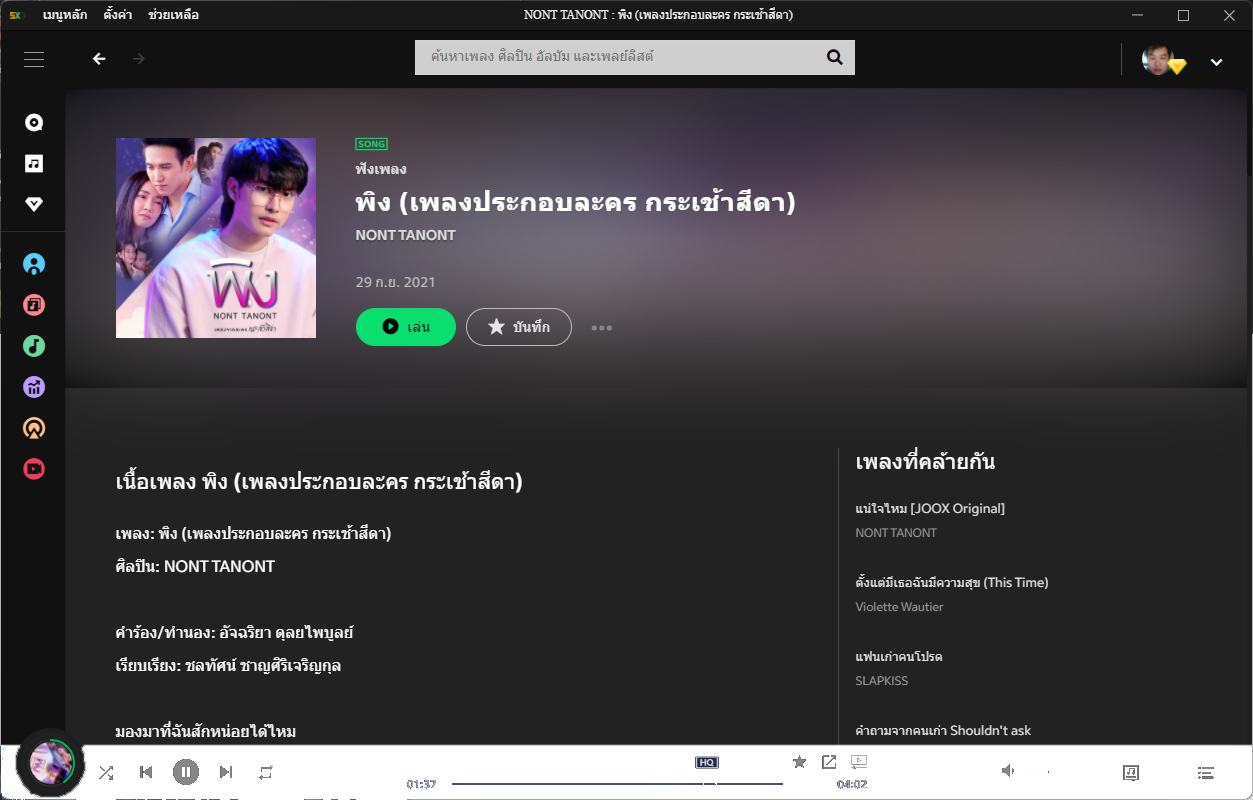 SXO เมนูหลัก ตั้งค่า ช่วยเหลือ NONT TANONT : พิง (เพลงประกอบละคร กระเช้าสีดา)
ค้นหาเพลง ศิลปิน อัลบัม และเพลย์ลิสต์
SONG
ฟังเพลง
พิง (เพลงประกอบละคร กระเช้าสีดา)
NONT TANONT
29 ก.ย. 2021
เล่น บันทึก
พิง
NONT TANONT
เนื้อเพลง พิง (เพลงประกอบละคร กระเช้าสีดา)
เพลง: พิง (เพลงประกอบละคร กระเช้าสีดา)
ศิลปิน: NONT TANONT
คำร้อง/ทำนอง: อัจฉริยา ดุลยไพบูลย์
เรียบเรียง: ชลทัศน์ ชาญศิริเจริญกุล
มองมาที่ฉันสักหน่อยได้ไหม
เพลงที่คล้ายกัน
แน่ใจไหม [JOOX Original]
NONT TANONT
ตั้งแต่มีเธอฉันมีความสุข (This Time)
Violette Wautier
แฟนเก่าคนโปรด
SLAPKISS
คำถามจากคนเก่า Shouldn't ask
HQ
01:37 04:02